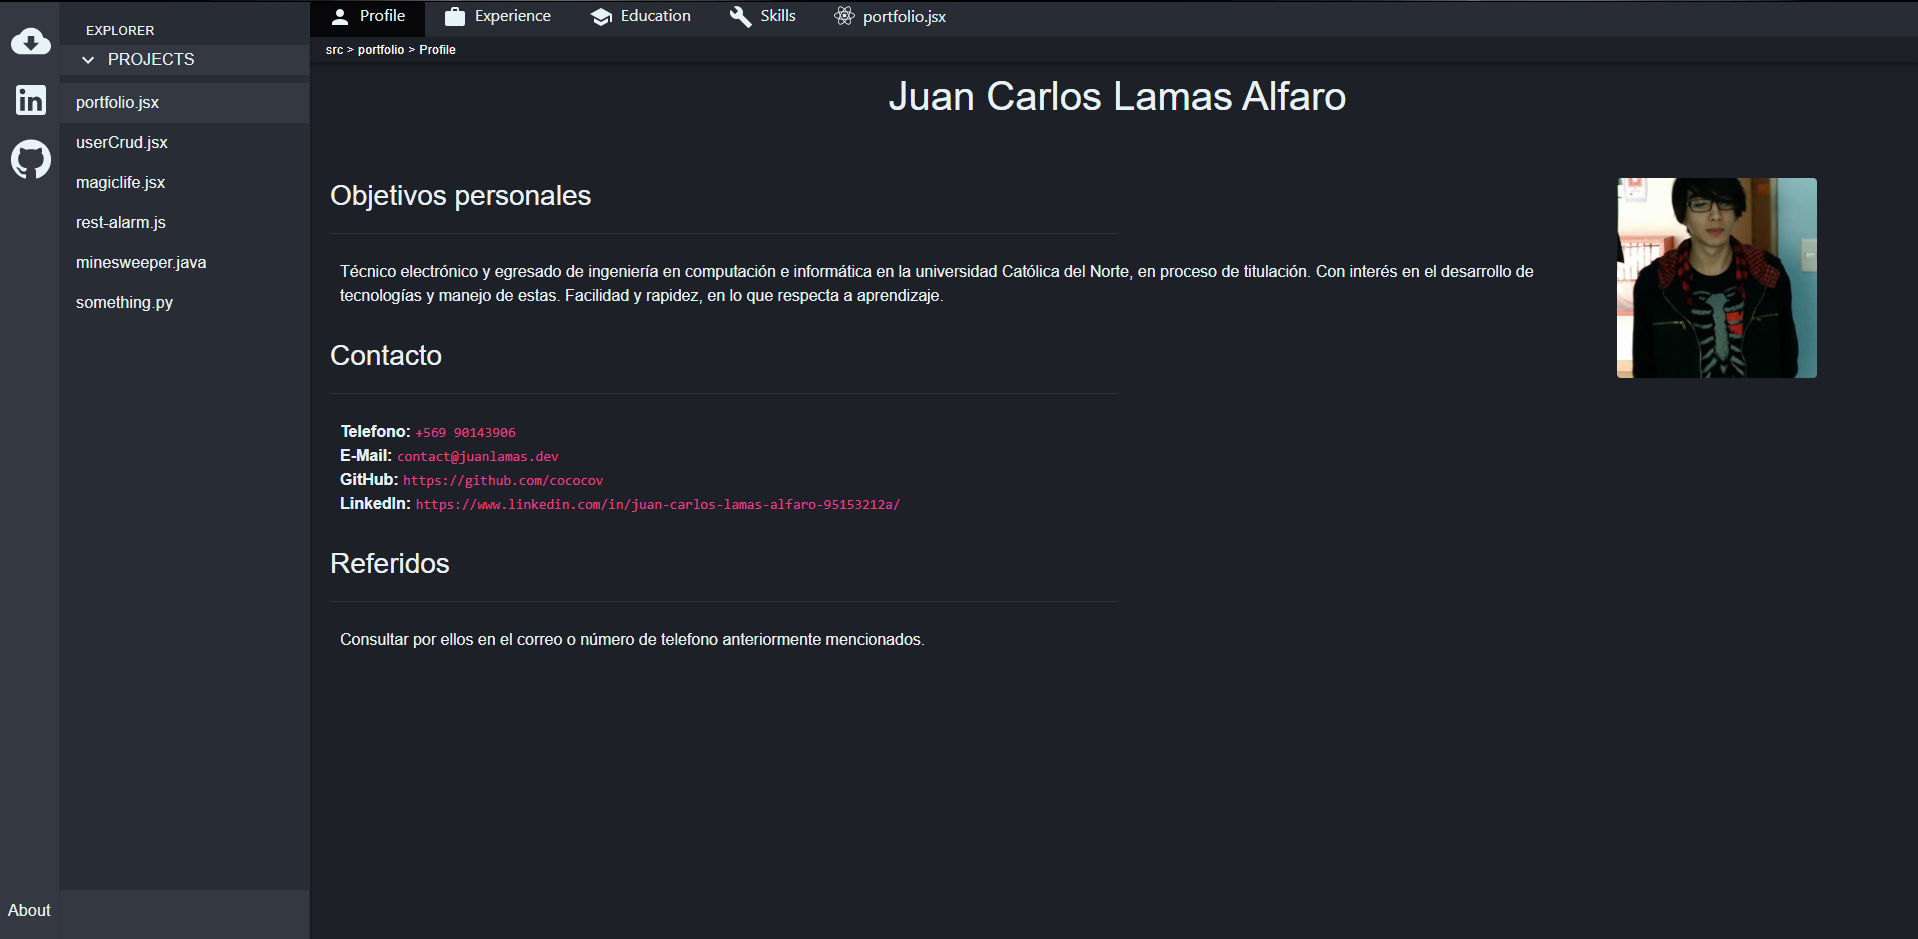 EXPLORER
PROJECTS
portfolio.jsx
userCrud.jsx
magiclife.jsx
rest-alarm.js
minesweeper.java
something.py
About
Profile
Experience
Education
Skills
portfolio.jsx
src > portfolio > Profile
Juan Carlos Lamas Alfaro
Objetivos personales
Técnico electrónico y egresado de ingeniería en computación e informática en la universidad Católica del Norte, en proceso de titulación. Con interés en el desarrollo de
tecnologías y manejo de estas. Facilidad y rapidez, en lo que respecta a aprendizaje.
Contacto
Telefono: +569 90143906
E-Mail: contact@juanlamas.dev
GitHub: https://github.com/cococov
LinkedIn: https://www.linkedin.com/in/juan-carlos-lamas-alfaro-95153212a/
Referidos
Consultar por ellos en el correo o número de telefono anteriormente mencionados.